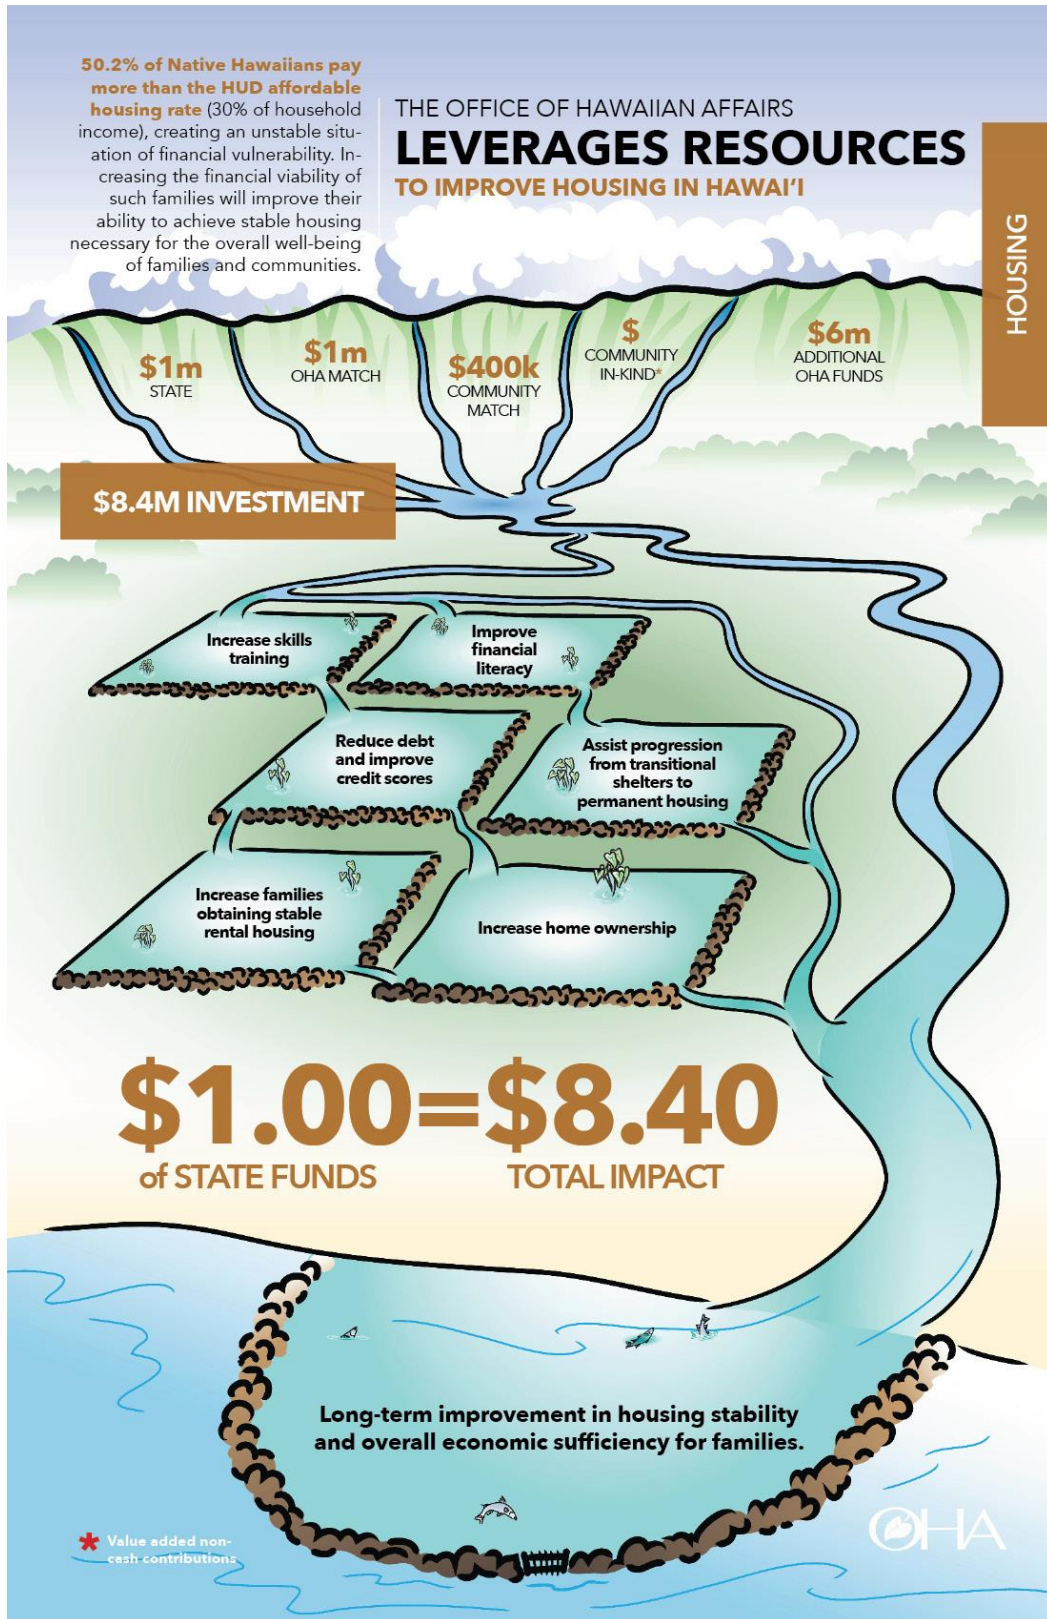 50.2% of Native Hawaiians pay
more than the HUD affordable
housing rate (30% of household
income), creating an unstable situ-
ation of financial vulnerability. In-
creasing the financial viability of
such families will improve their
ability to achieve stable housing
necessary for the overall well-being
of families and communities.
THE OFFICE OF HAWAIIAN AFFAIRS
LEVERAGES RESOURCES
TO IMPROVE HOUSING IN HAWAI‘I
HOUSING
$1m
STATE
$1m
OHA MATCH
$400k
COMMUNITY
MATCH
$
COMMUNITY
IN-KIND*
$6m
ADDITIONAL
OHA FUNDS
$8.4M INVESTMENT
Increase skills
training
Improve
financial
literacy
Reduce debt
and improve
credit scores
Assist progression
from transitional
shelters to
permanent housing
Increase families
obtaining stable
rental housing
Increase home ownership
$1.00=$8.40
of STATE FUNDS
TOTAL IMPACT
Long-term improvement in housing stability
and overall economic sufficiency for families.
* Value added non-
cash contributions
OHA